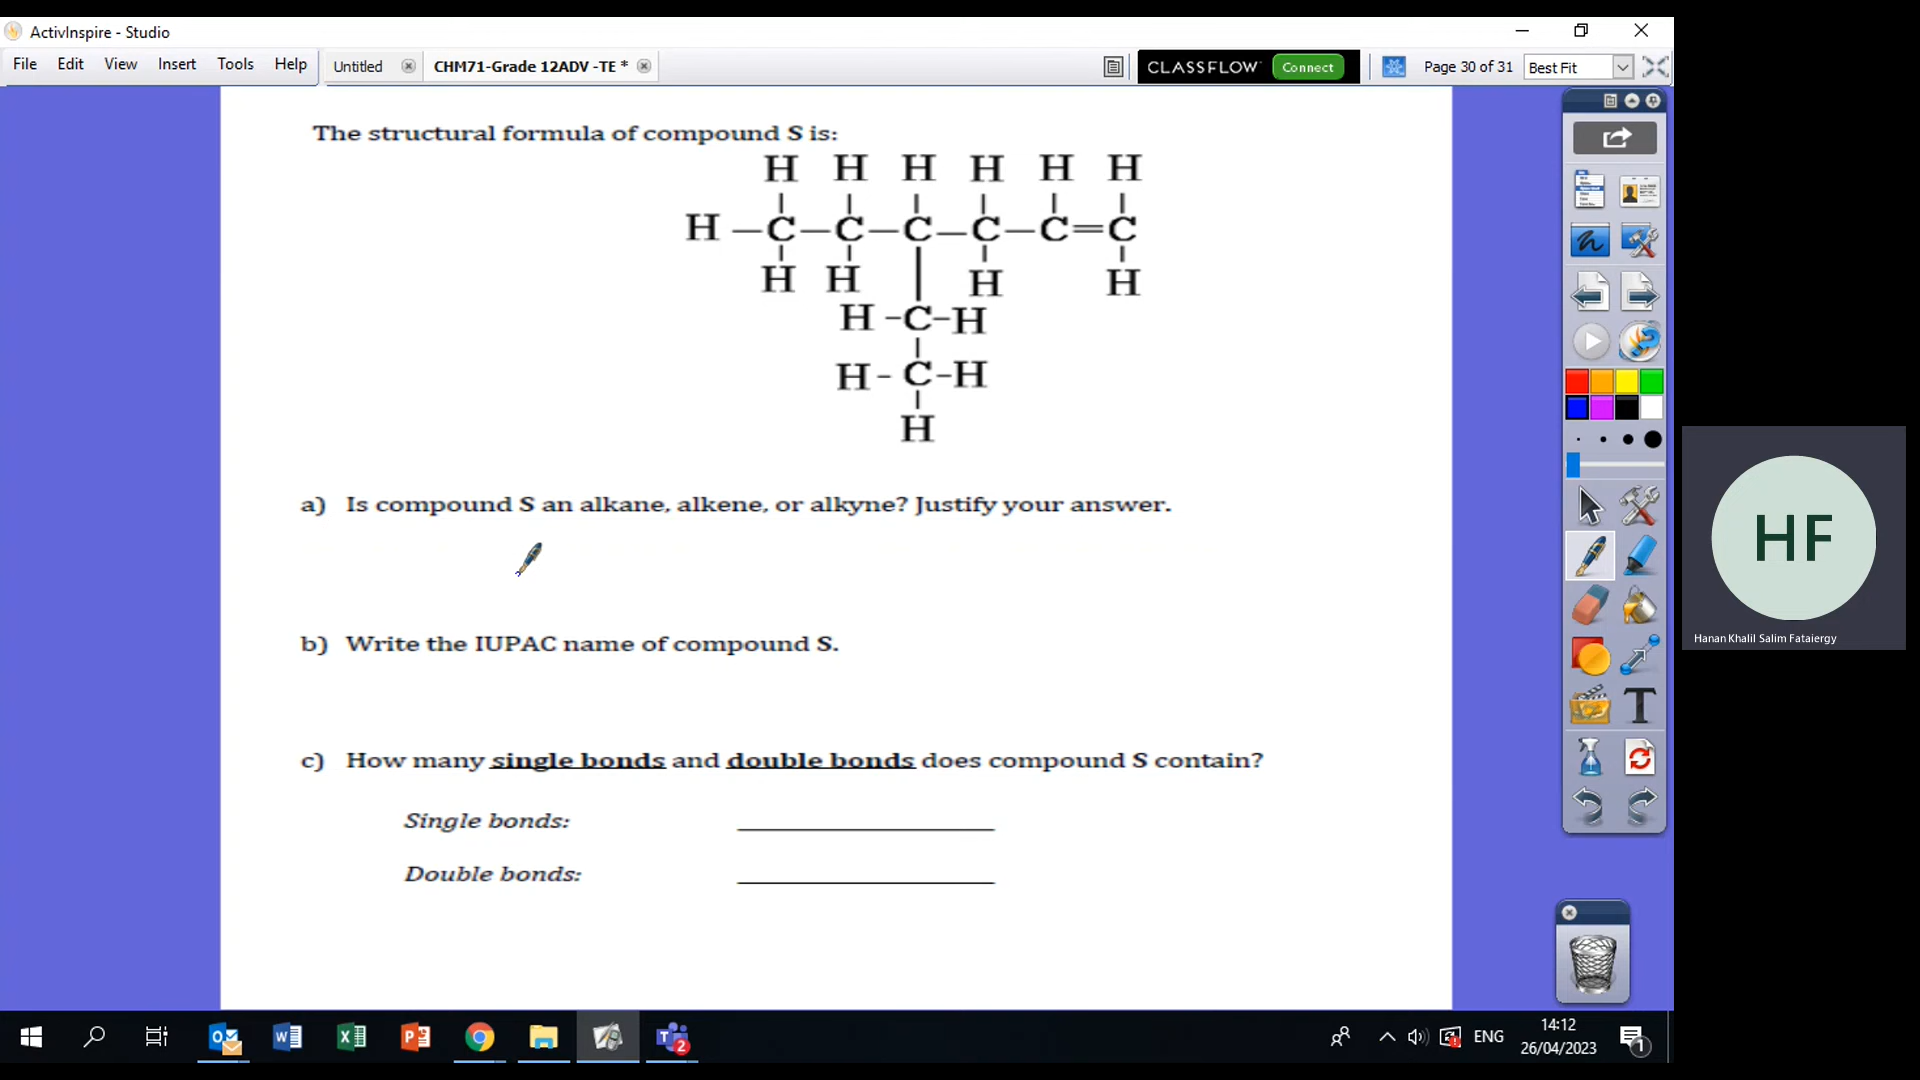 ActivInspire - Studio
File Edit View Insert Tools Help
Untitled
CHM71-Grade 12ADV -TE *
CLASSFLOW Connect
Page 30 of 31
Best Fit
The structural formula of compound S is:
H H H H H H
H –C–C–C–C–C=C
H H H H
H –C–H
H - C–H
H
a) Is compound S an alkane, alkene, or alkyne? Justify your answer.
b) Write the IUPAC name of compound S.
c) How many single bonds and double bonds does compound S contain?
Single bonds:
Double bonds:
HF
Hanan Khalil Salim Fataiergy
2
ENG
14:12
26/04/2023
1